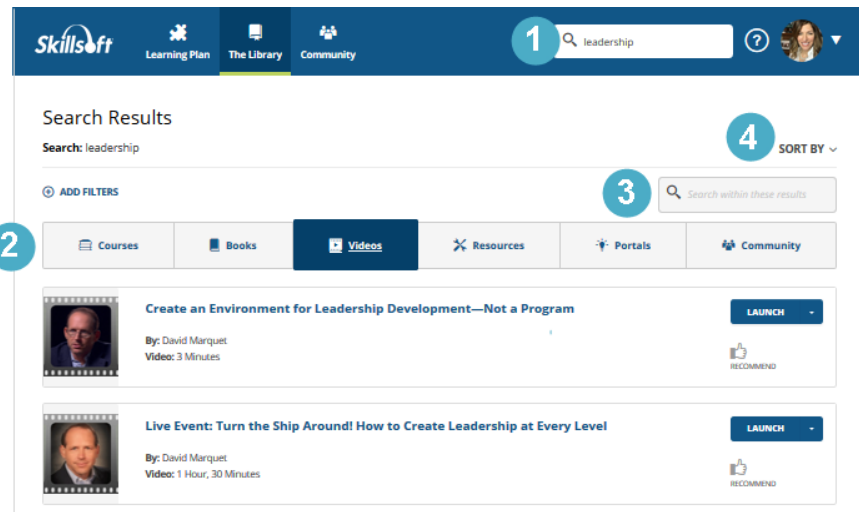 Skillsoft
Learning Plan The Library Community
1 leadership ?
Search Results
Search: leadership
4 SORT BY
ADD FILTERS
3 Search within these results
2 Courses Books Videos Resources Portals Community
Create an Environment for Leadership Development—Not a Program
LAUNCH
By: David Marquet
Video: 3 Minutes
RECOMMEND
Live Event: Turn the Ship Around! How to Create Leadership at Every Level
LAUNCH
By: David Marquet
Video: 1 Hour, 30 Minutes
RECOMMEND